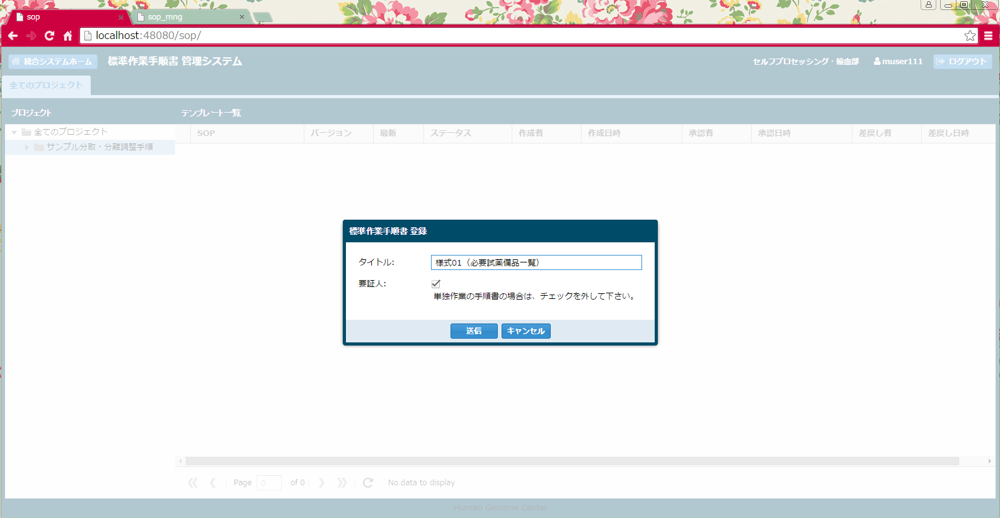 sop
sop_mng
localhost:48080/sop/
統合システムホーム
標準作業手順書 管理システム
セルフプロセッシング・輸血部
muser111
ログアウト
全てのプロジェクト
プロジェクト
テンプレート一覧
全てのプロジェクト
SOP
バージョン
最新
ステータス
作成者
作成日時
承認者
承認日時
差戻し者
差戻し日時
サンプル分取・分離調整手順
標準作業手順書 登録
タイトル:
様式01（必要試薬備品一覧）
要証人:
単独作業の手順書の場合は、チェックを外して下さい。
送信
キャンセル
Page
0
of 0
No data to display
Human Genome Center